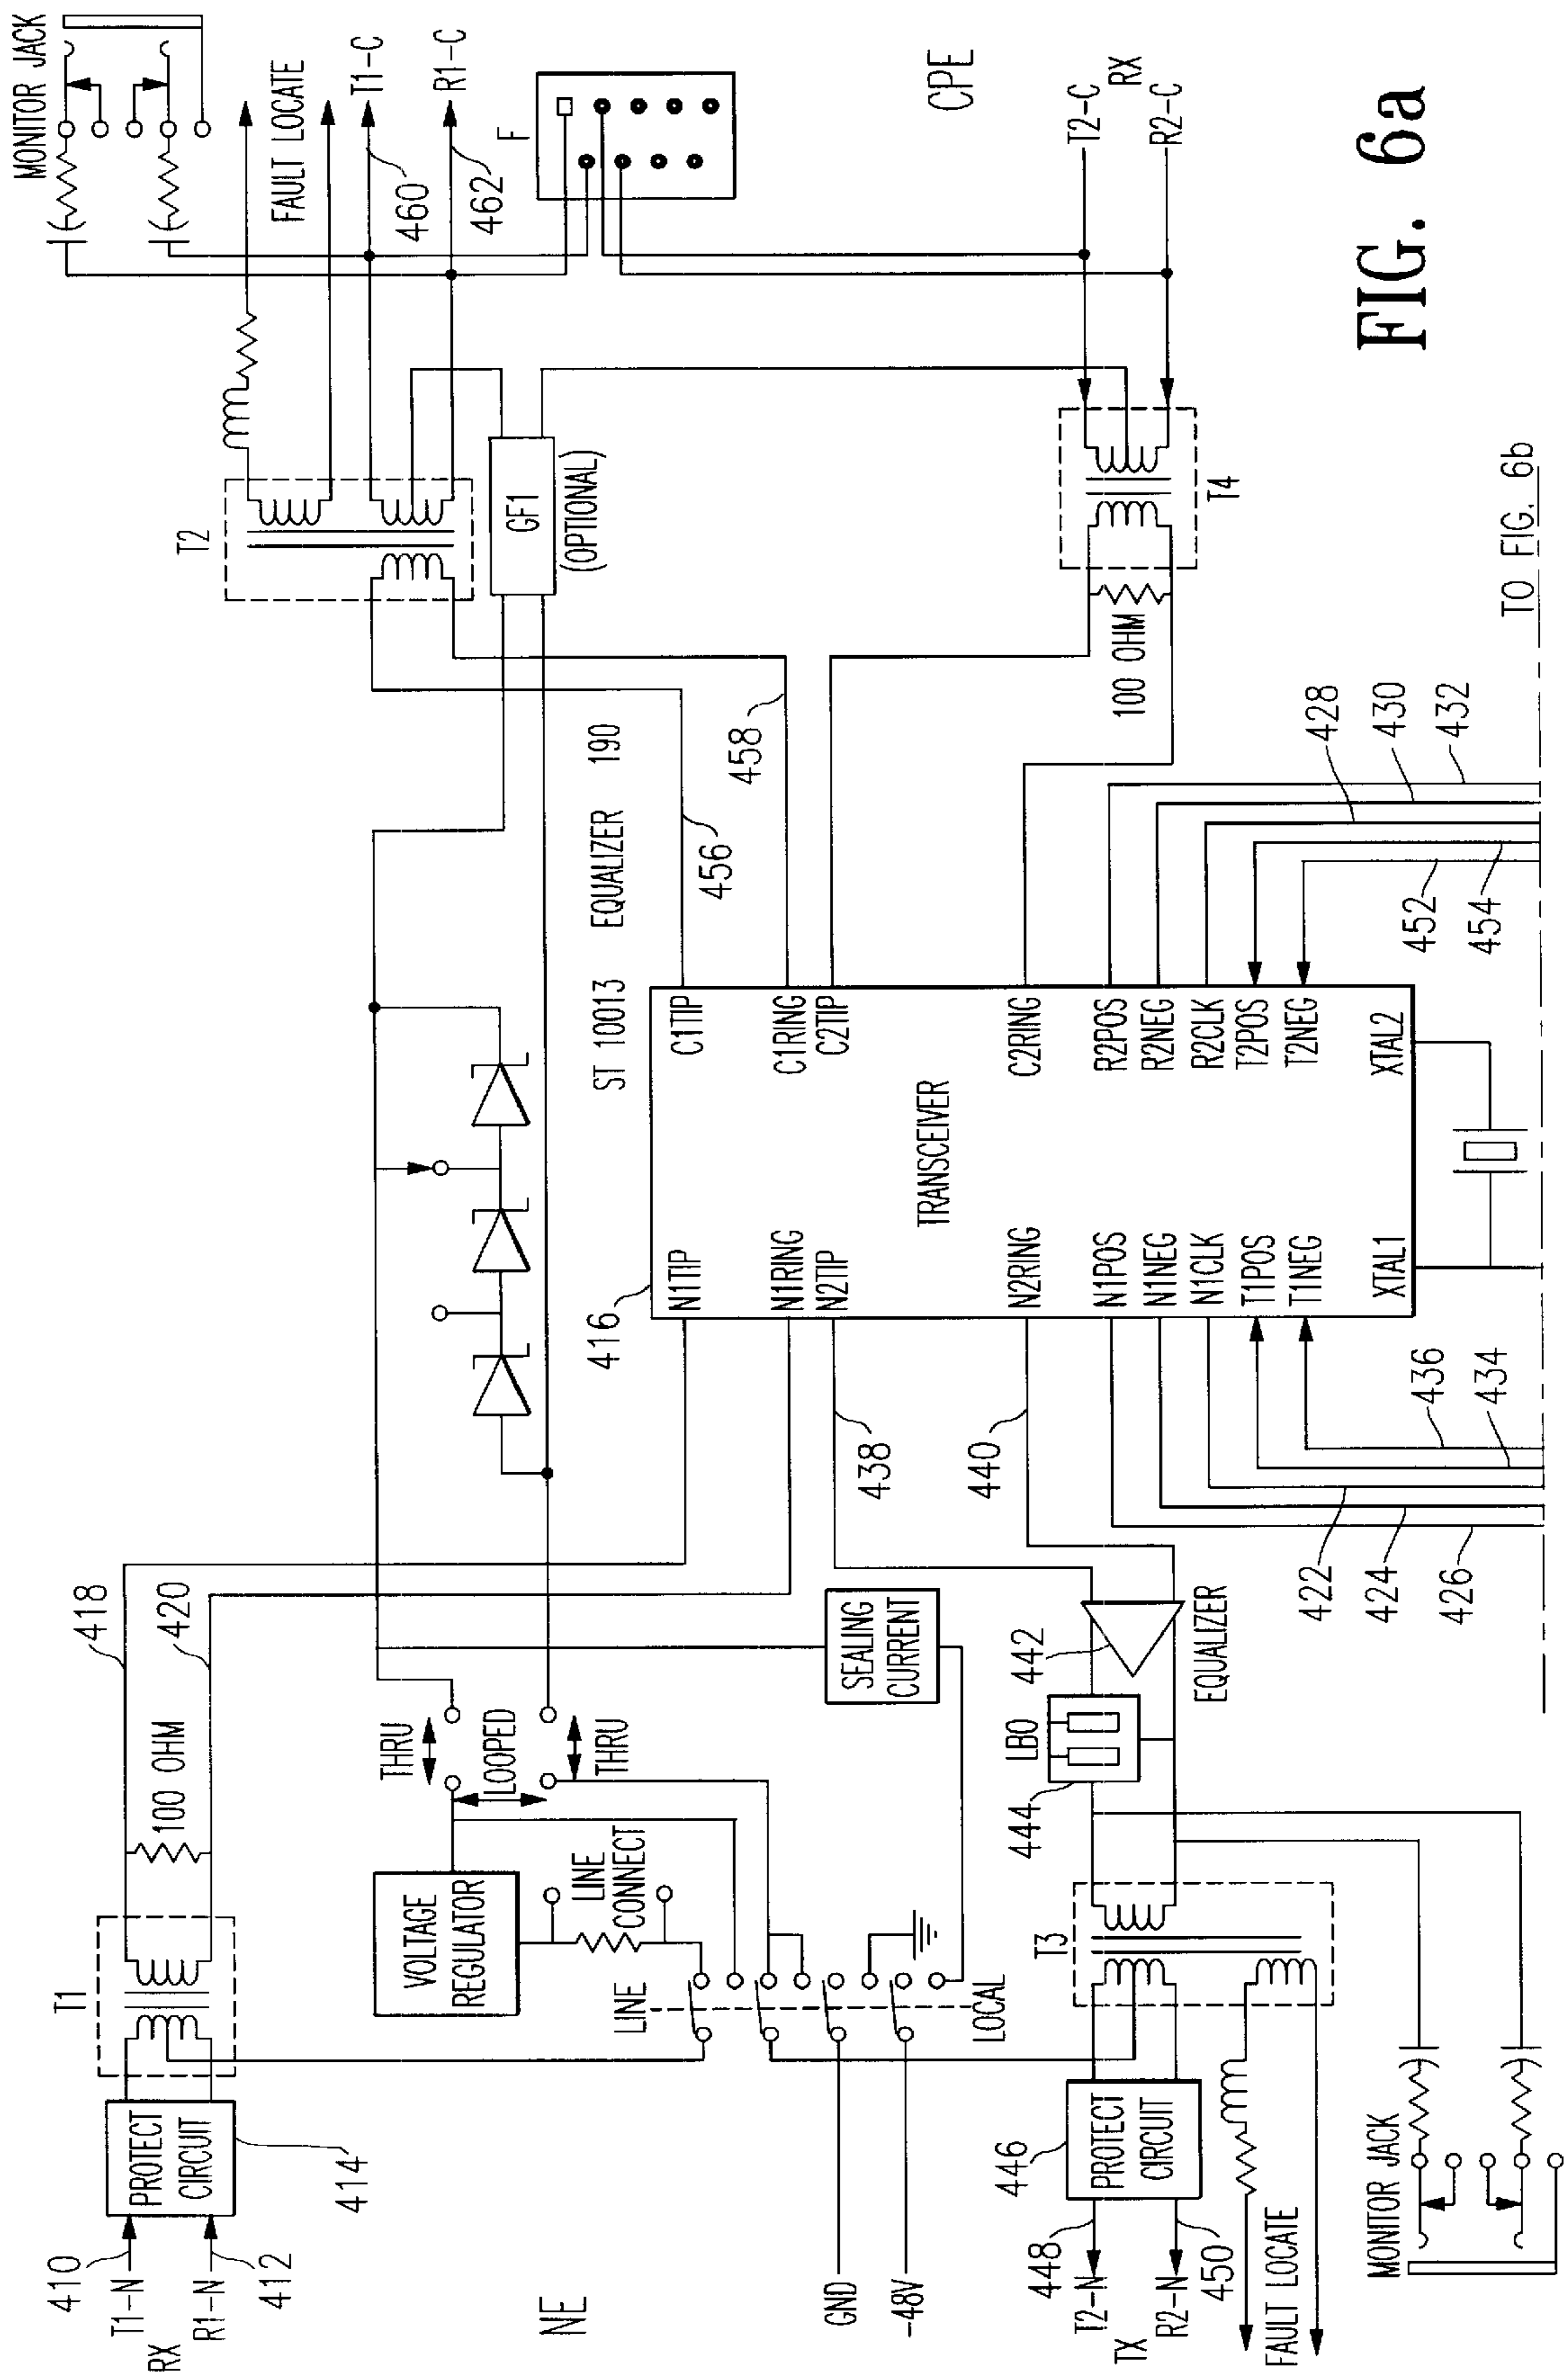 410
T1-N
RX
R1-N
412
PROTECT
CIRCUIT
414
T1
100 OHM
418
420
NE
VOLTAGE
REGULATOR
THRU
LOOPED
THRU
LINE
CONNECT
LINE
LOCAL
GND
-48V
SEALING
CURRENT
448
T2-N
TX
R2-N
450
446
PROTECT
CIRCUIT
FAULT LOCATE
MONITOR JACK
T3
444
LBO
442
EQUALIZER
438
440
416
ST 10013 EQUALIZER 190
TRANSCEIVER
N1TIP
N1RING
N2TIP
N2RING
N1POS
N1NEG
N1CLK
T1POS
T1NEG
XTAL1
C1TIP
C1RING
C2TIP
C2RING
R2POS
R2NEG
R2CLK
T2POS
T2NEG
XTAL2
422
424
426
436
434
452
454
428
430
432
456
458
100 OHM
T4
T2
GF1
(OPTIONAL)
MONITOR JACK
FAULT LOCATE
T1-C
460
R1-C
462
F
CPE
T2-C
RX
R2-C
TO FIG. 6b
FIG. 6a